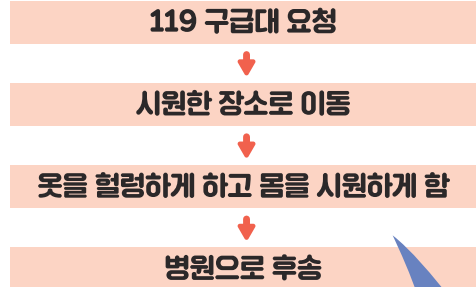 119 구급대 요청
시원한 장소로 이동
옷을 헐렁하게 하고 몸을 시원하게 함
병원으로 후송